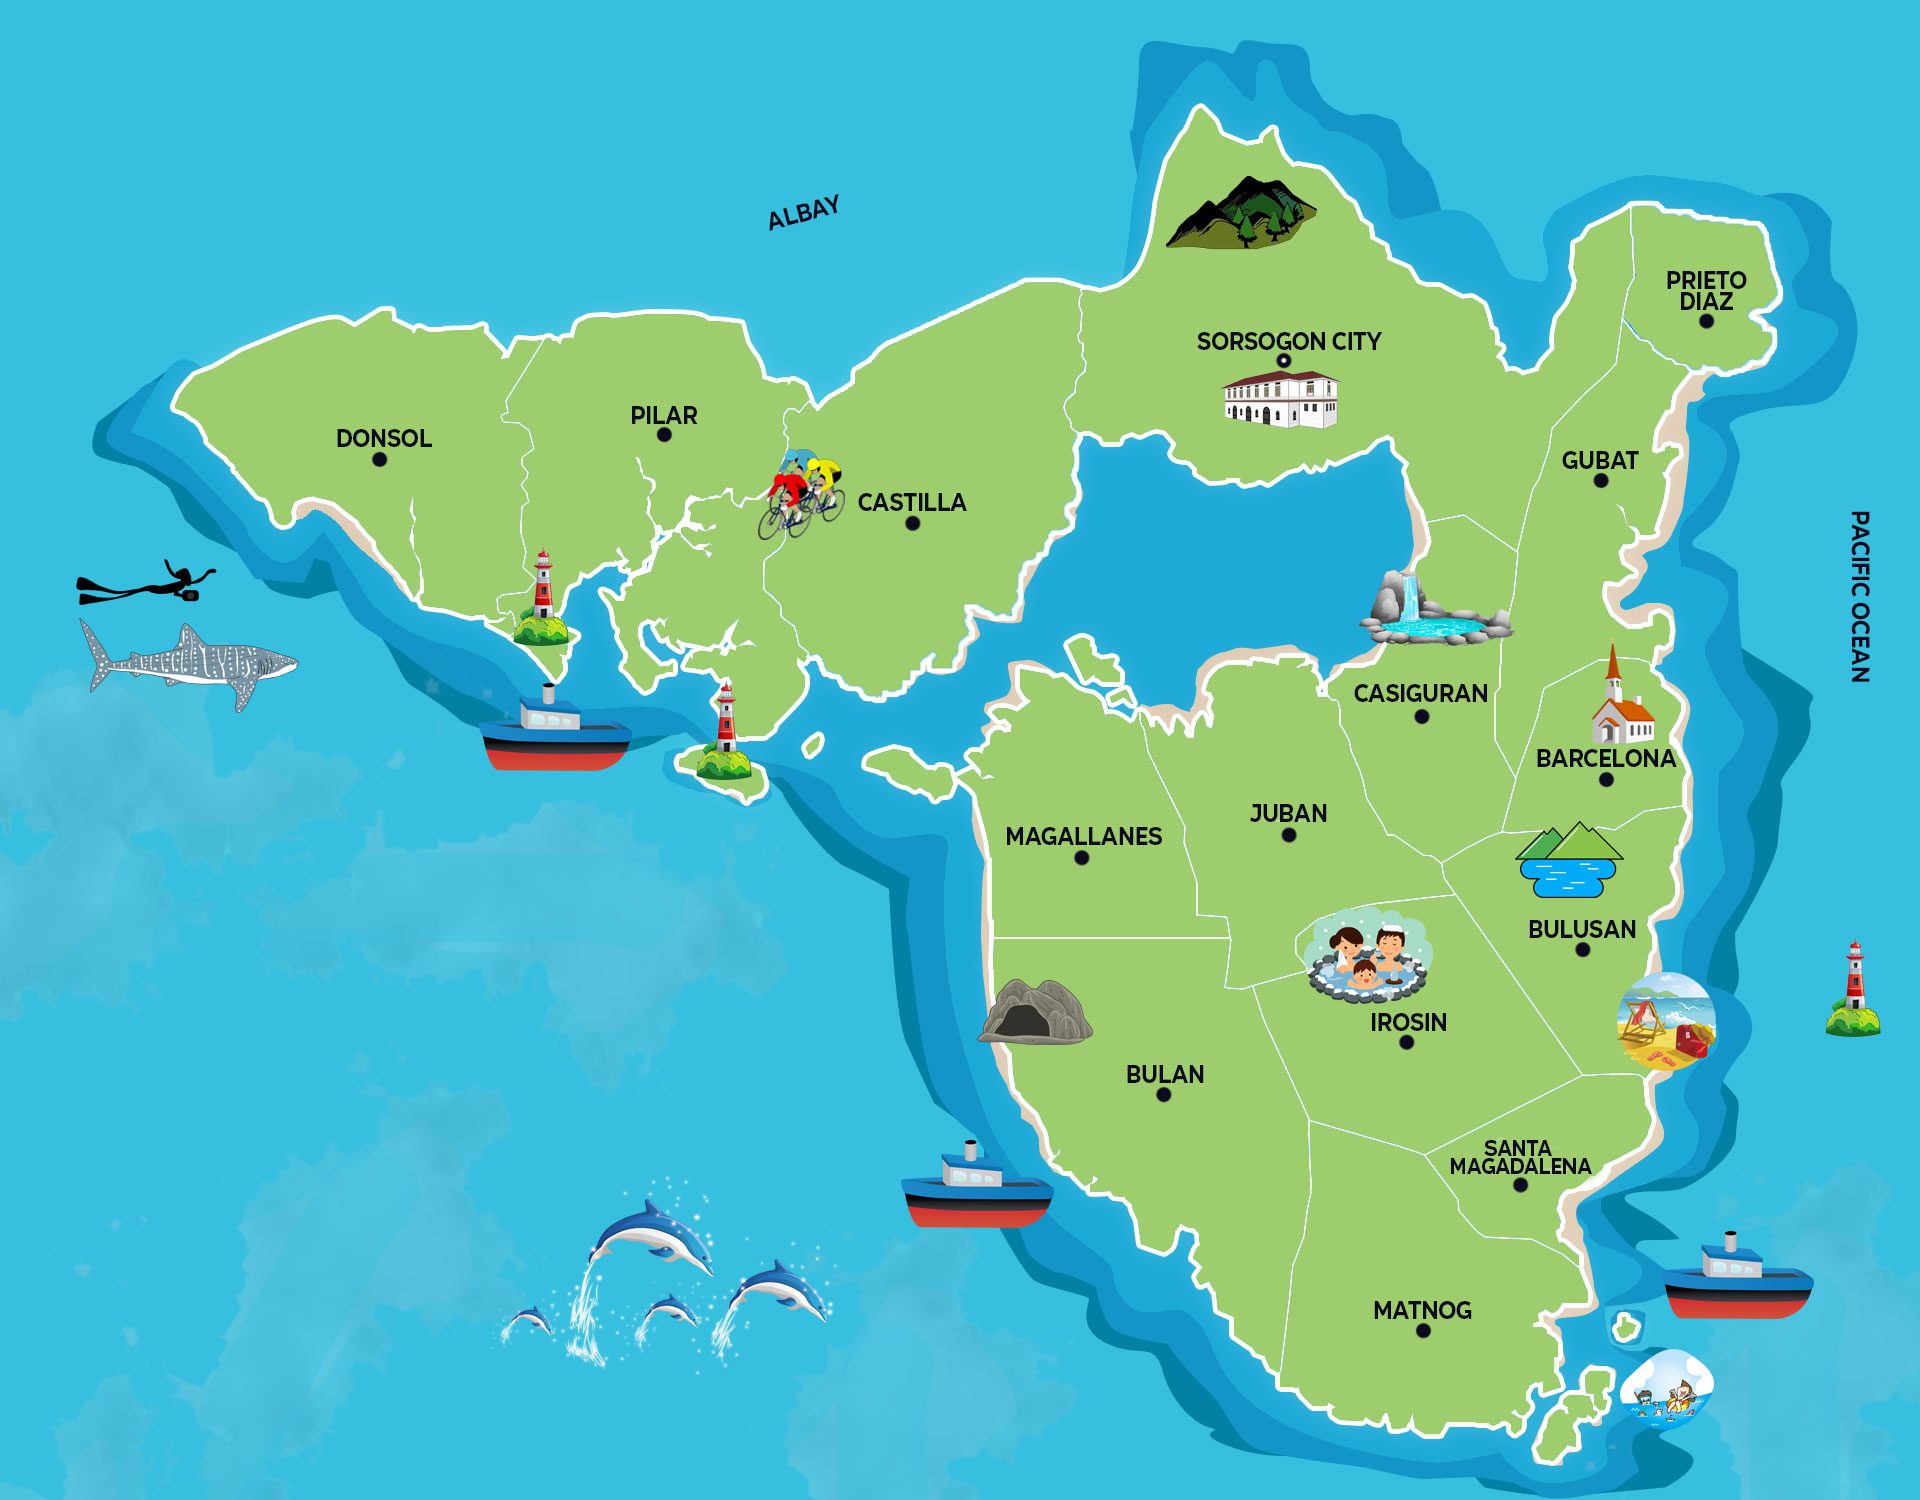 ALBAY
PRIETO
DIAZ
SORSOGON CITY
PILAR
DONSOL
GUBAT
CASTILLA
PACIFIC OCEAN
CASIGURAN
BARCELONA
JUBAN
MAGALLANES
BULUSAN
IROSIN
BULAN
SANTA
MAGADALENA
MATNOG